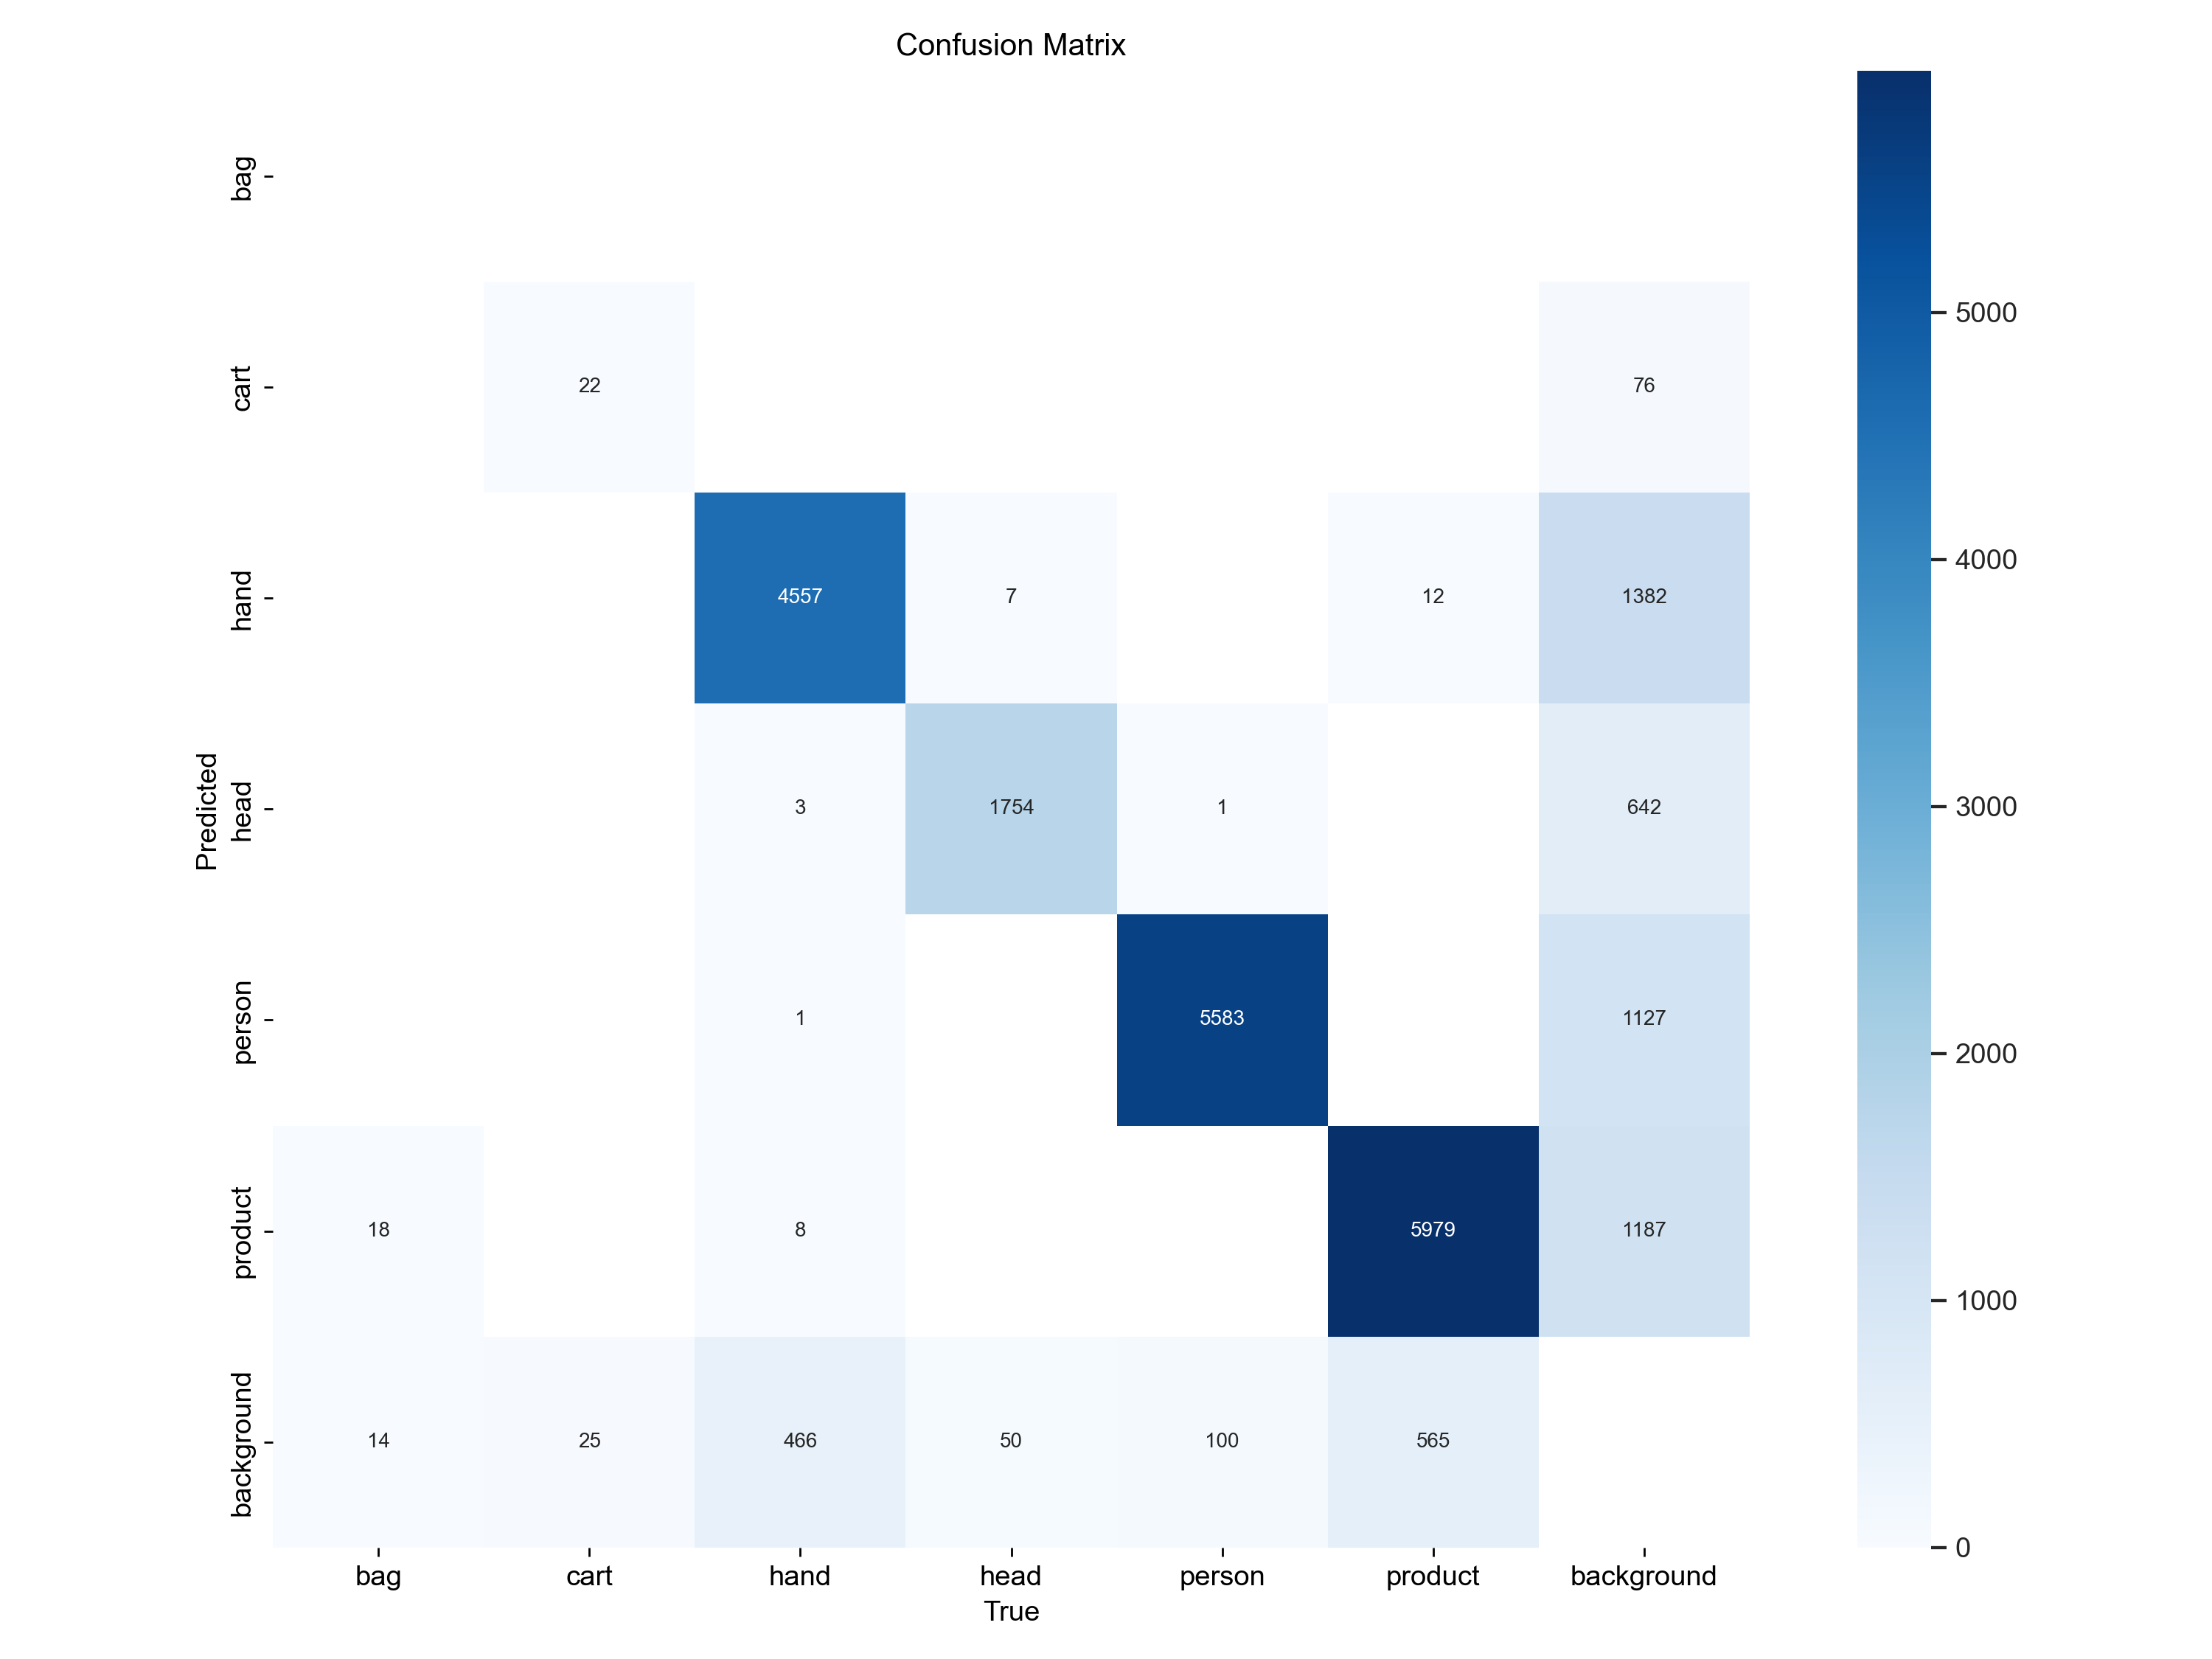 Confusion Matrix
bag
cart
22
76
5000
hand
4557
7
12
1382
4000
Predicted
head
3
1754
1
642
3000
person
1
5583
1127
2000
product
18
8
5979
1187
1000
background
14
25
466
50
100
565
0
bag
cart
hand
head
person
product
background
True